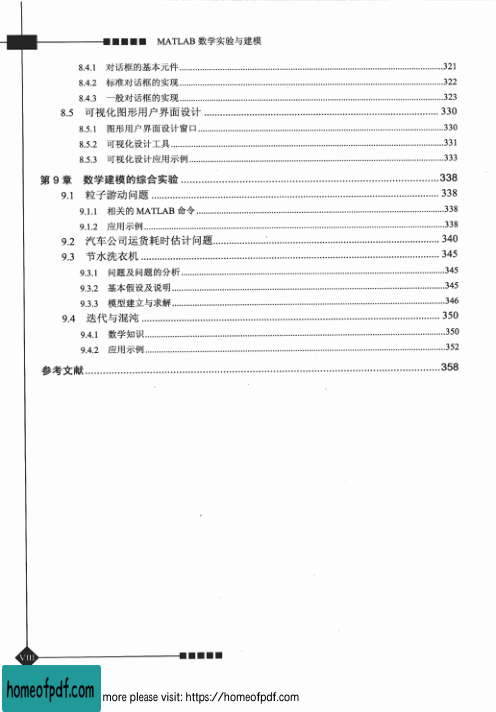 MATLAB 数学实验与建模
8.4.1 对话框的基本元件 321
8.4.2 标准对话框的实现 322
8.4.3 一般对话框的实现 323
8.5 可视化图形用户界面设计 330
8.5.1 图形用户界面设计窗口 330
8.5.2 可视化设计工具 331
8.5.3 可视化设计应用示例 333
第 9 章 数学建模的综合实验 338
9.1 粒子游动问题 338
9.1.1 相关的 MATLAB 命令 338
9.1.2 应用示例 338
9.2 汽车公司运货耗时估计问题 340
9.3 节水洗衣机 345
9.3.1 问题及问题的分析 345
9.3.2 基本假设及说明 345
9.3.3 模型建立与求解 346
9.4 迭代与混沌 350
9.4.1 数学知识 350
9.4.2 应用示例 352
参考文献 358
VIII
homeofpdf.com more please visit: https://homeofpdf.com